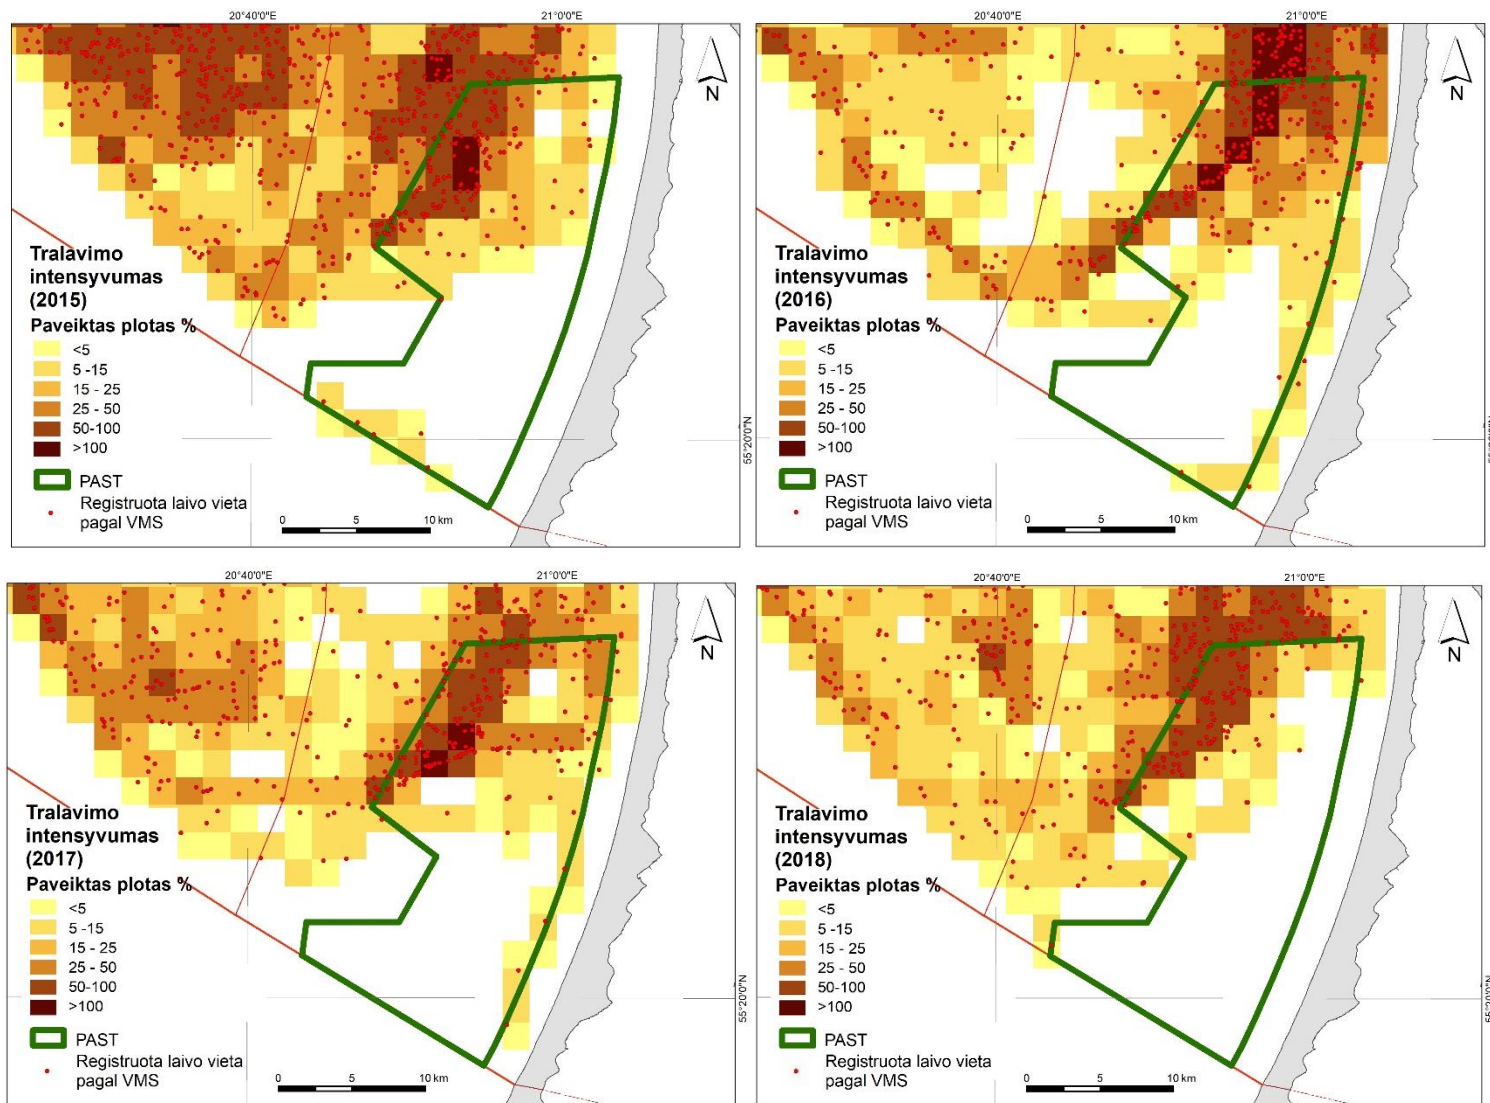 20°40'0"E
21°0'0"E
N
Tralavimo
intensyvumas
(2015)
Paveiktas plotas %
<5
5 -15
15 - 25
25 - 50
50-100
>100
PAST
Registruota laivo vieta
pagal VMS
0 5 10 km
55°20'0"N
20°40'0"E
21°0'0"E
N
Tralavimo
intensyvumas
(2016)
Paveiktas plotas %
<5
5 -15
15 - 25
25 - 50
50-100
>100
PAST
Registruota laivo vieta
pagal VMS
0 5 10 km
55°20'0"N
20°40'0"E
21°0'0"E
N
Tralavimo
intensyvumas
(2017)
Paveiktas plotas %
<5
5 -15
15 - 25
25 - 50
50-100
>100
PAST
Registruota laivo vieta
pagal VMS
0 5 10 km
55°20'0"N
20°40'0"E
21°0'0"E
N
Tralavimo
intensyvumas
(2018)
Paveiktas plotas %
<5
5 -15
15 - 25
25 - 50
50-100
>100
PAST
Registruota laivo vieta
pagal VMS
0 5 10 km
55°20'0"N